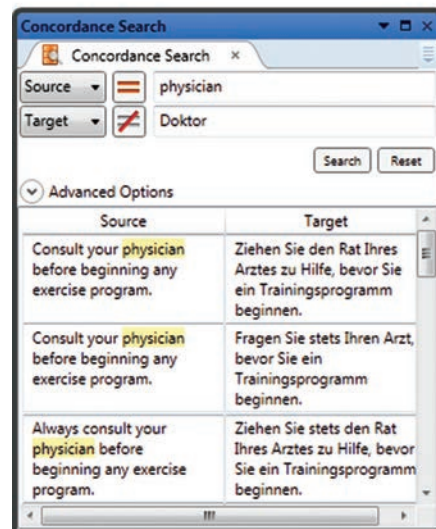 Concordance Search
Concordance Search ×
Source = physician
Target ≠ Doktor
Search Reset
Advanced Options
Source Target
Consult your physician
before beginning any
exercise program.
Ziehen Sie den Rat Ihres
Arztes zu Hilfe, bevor Sie
ein Trainingsprogramm
beginnen.
Consult your physician
before beginning any
exercise program.
Fragen Sie stets Ihren Arzt,
bevor Sie ein
Trainingsprogramm
beginnen.
Always consult your
physician before
beginning any exercise
program.
Ziehen Sie stets den Rat
Ihres Arztes zu Hilfe, bevor
Sie ein Trainingsprogramm
beginnen.